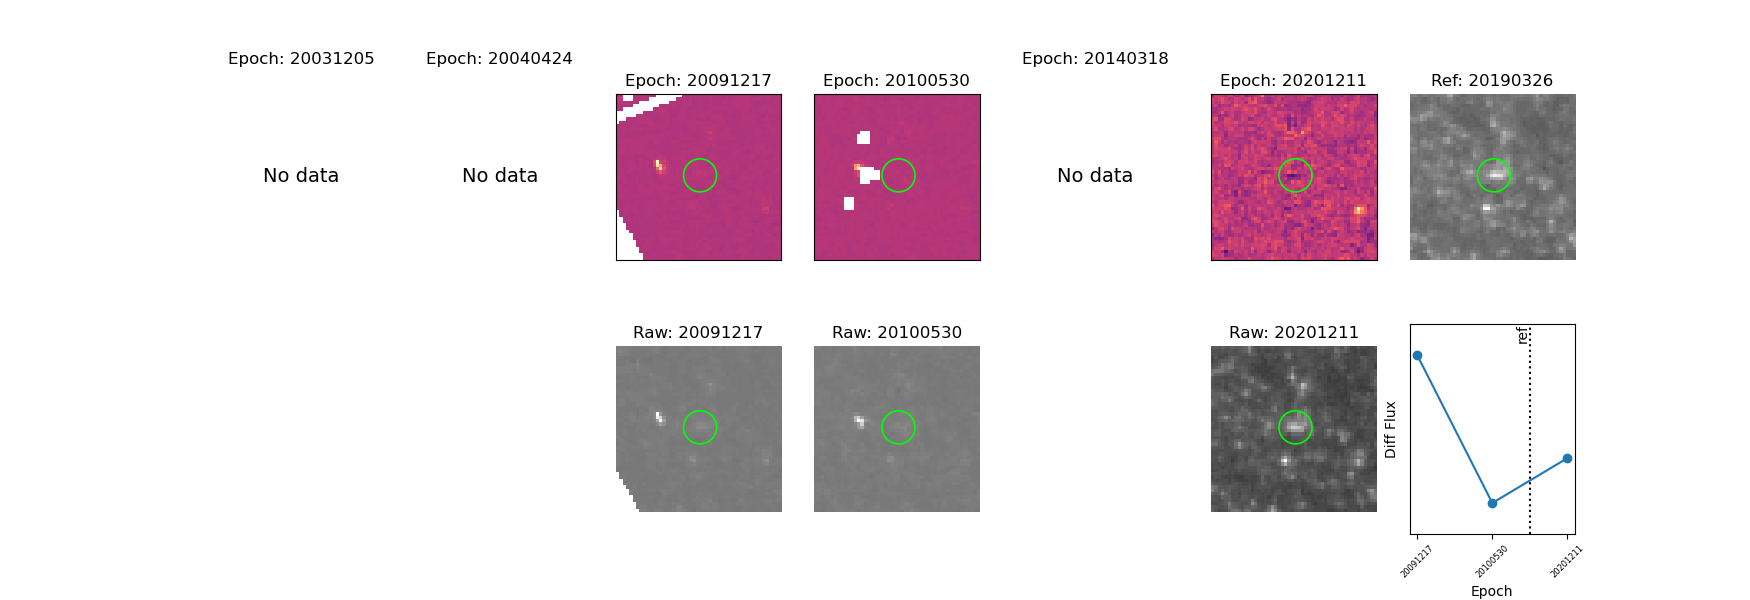 Epoch: 20031205
Epoch: 20040424
Epoch: 20140318
Epoch: 20091217
Epoch: 20100530
Epoch: 20201211
Ref: 20190326
No data
No data
No data
Raw: 20091217
Raw: 20100530
Raw: 20201211
ref
Diff Flux
20091217
20100530
20201211
Epoch